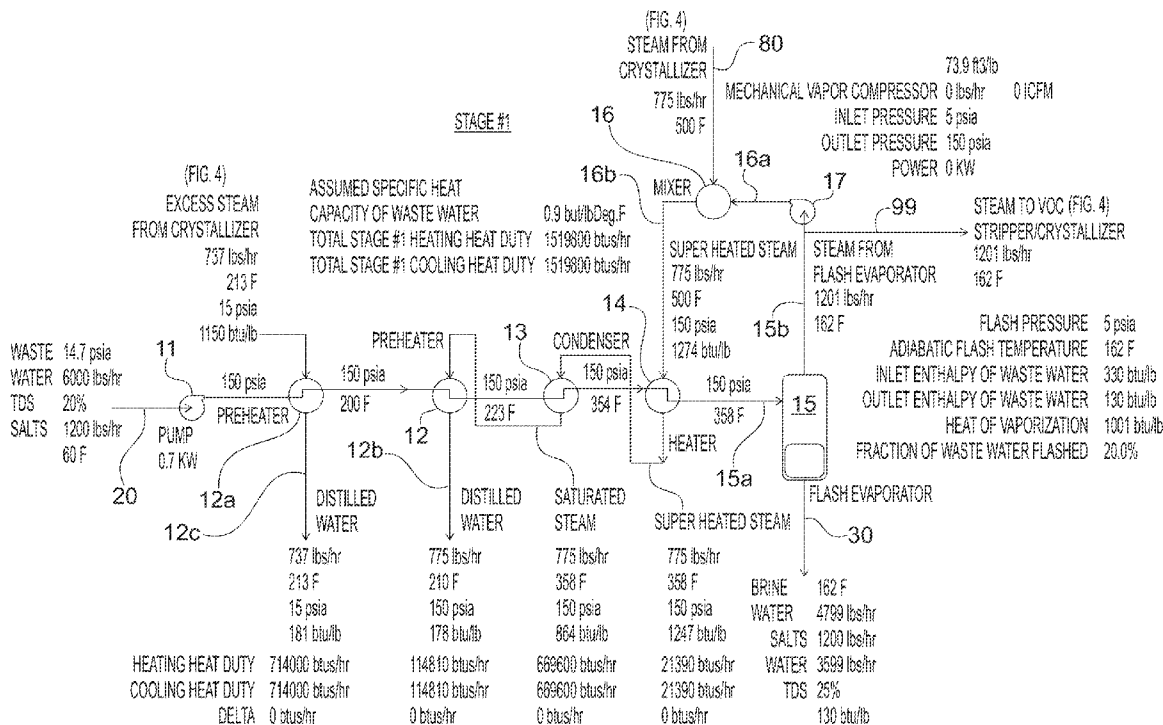 (FIG. 4)
STEAM FROM
CRYSTALLIZER
80
775 lbs/hr
500 F
73.9 ft3/lb
MECHANICAL VAPOR COMPRESSOR 0 lbs/hr 0 ICFM
INLET PRESSURE 5 psia
OUTLET PRESSURE 150 psia
POWER 0 KW
STAGE #1
16
16a
16b
MIXER
17
99
(FIG. 4)
EXCESS STEAM
FROM CRYSTALLIZER
737 lbs/hr
213 F
15 psia
1150 btu/lb
ASSUMED SPECIFIC HEAT
CAPACITY OF WASTE WATER 0.9 but/lbDeg.F
TOTAL STAGE #1 HEATING HEAT DUTY 1519800 btus/hr
TOTAL STAGE #1 COOLING HEAT DUTY 1519800 btus/hr
SUPER HEATED STEAM
775 lbs/hr
500 F
150 psia
1274 btu/lb
STEAM FROM
FLASH EVAPORATOR
1201 lbs/hr
162 F
15b
STEAM TO VOC (FIG. 4)
STRIPPER/CRYSTALLIZER
1201 lbs/hr
162 F
FLASH PRESSURE 5 psia
ADIABATIC FLASH TEMPERATURE 162 F
INLET ENTHALPY OF WASTE WATER 330 btu/lb
OUTLET ENTHALPY OF WASTE WATER 130 btu/lb
HEAT OF VAPORIZATION 1001 btu/lb
FRACTION OF WASTE WATER FLASHED 20.0%
WASTE 14.7 psia
WATER 6000 lbs/hr
TDS 20%
SALTS 1200 lbs/hr
60 F
20
11
PUMP
0.7 KW
150 psia
PREHEATER
12a
12c
150 psia
200 F
PREHEATER
12
12b
150 psia
223 F
13
CONDENSER
150 psia
354 F
14
HEATER
150 psia
358 F
15a
15
FLASH EVAPORATOR
30
DISTILLED
WATER
737 lbs/hr
213 F
15 psia
181 btu/lb
DISTILLED
WATER
775 lbs/hr
210 F
150 psia
178 btu/lb
SATURATED
STEAM
775 lbs/hr
358 F
150 psia
864 btu/lb
SUPER HEATED STEAM
775 lbs/hr
358 F
150 psia
1247 btu/lb
BRINE 162 F
WATER 4799 lbs/hr
SALTS 1200 lbs/hr
WATER 3599 lbs/hr
TDS 25%
130 btu/lb
HEATING HEAT DUTY 714000 btus/hr 114810 btus/hr 669600 btus/hr 21390 btus/hr
COOLING HEAT DUTY 714000 btus/hr 114810 btus/hr 669600 btus/hr 21390 btus/hr
DELTA 0 btus/hr 0 btus/hr 0 btus/hr 0 btus/hr